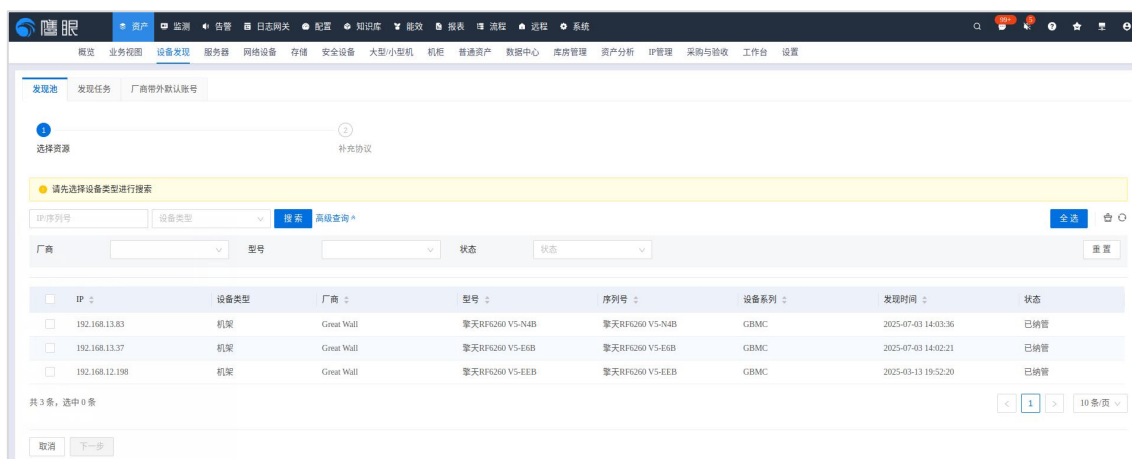 鹰眼 资产 监测 告警 日志网关 配置 知识库 能效 报表 流程 远程 系统 99+ 5
概览 业务视图 设备发现 服务器 网络设备 存储 安全设备 大型/小型机 机柜 普通资产 数据中心 库房管理 资产分析 IP管理 采购与验收 工作台 设置
发现池 发现任务 厂商带外默认账号
1 2
选择资源 补充协议
请先选择设备类型进行搜索
IP/序列号 设备类型 搜索 高级查询 全选
厂商 型号 状态 状态 重置
IP 设备类型 厂商 型号 序列号 设备系列 发现时间 状态
192.168.13.83 机架 Great Wall 擎天RF6260 V5-N4B 擎天RF6260 V5-N4B GBMC 2025-07-03 14:03:36 已纳管
192.168.13.37 机架 Great Wall 擎天RF6260 V5-E6B 擎天RF6260 V5-E6B GBMC 2025-07-03 14:02:21 已纳管
192.168.12.198 机架 Great Wall 擎天RF6260 V5-EEB 擎天RF6260 V5-EEB GBMC 2025-03-13 19:52:20 已纳管
共 3 条，选中 0 条 < 1 > 10 条/页
取消 下一步